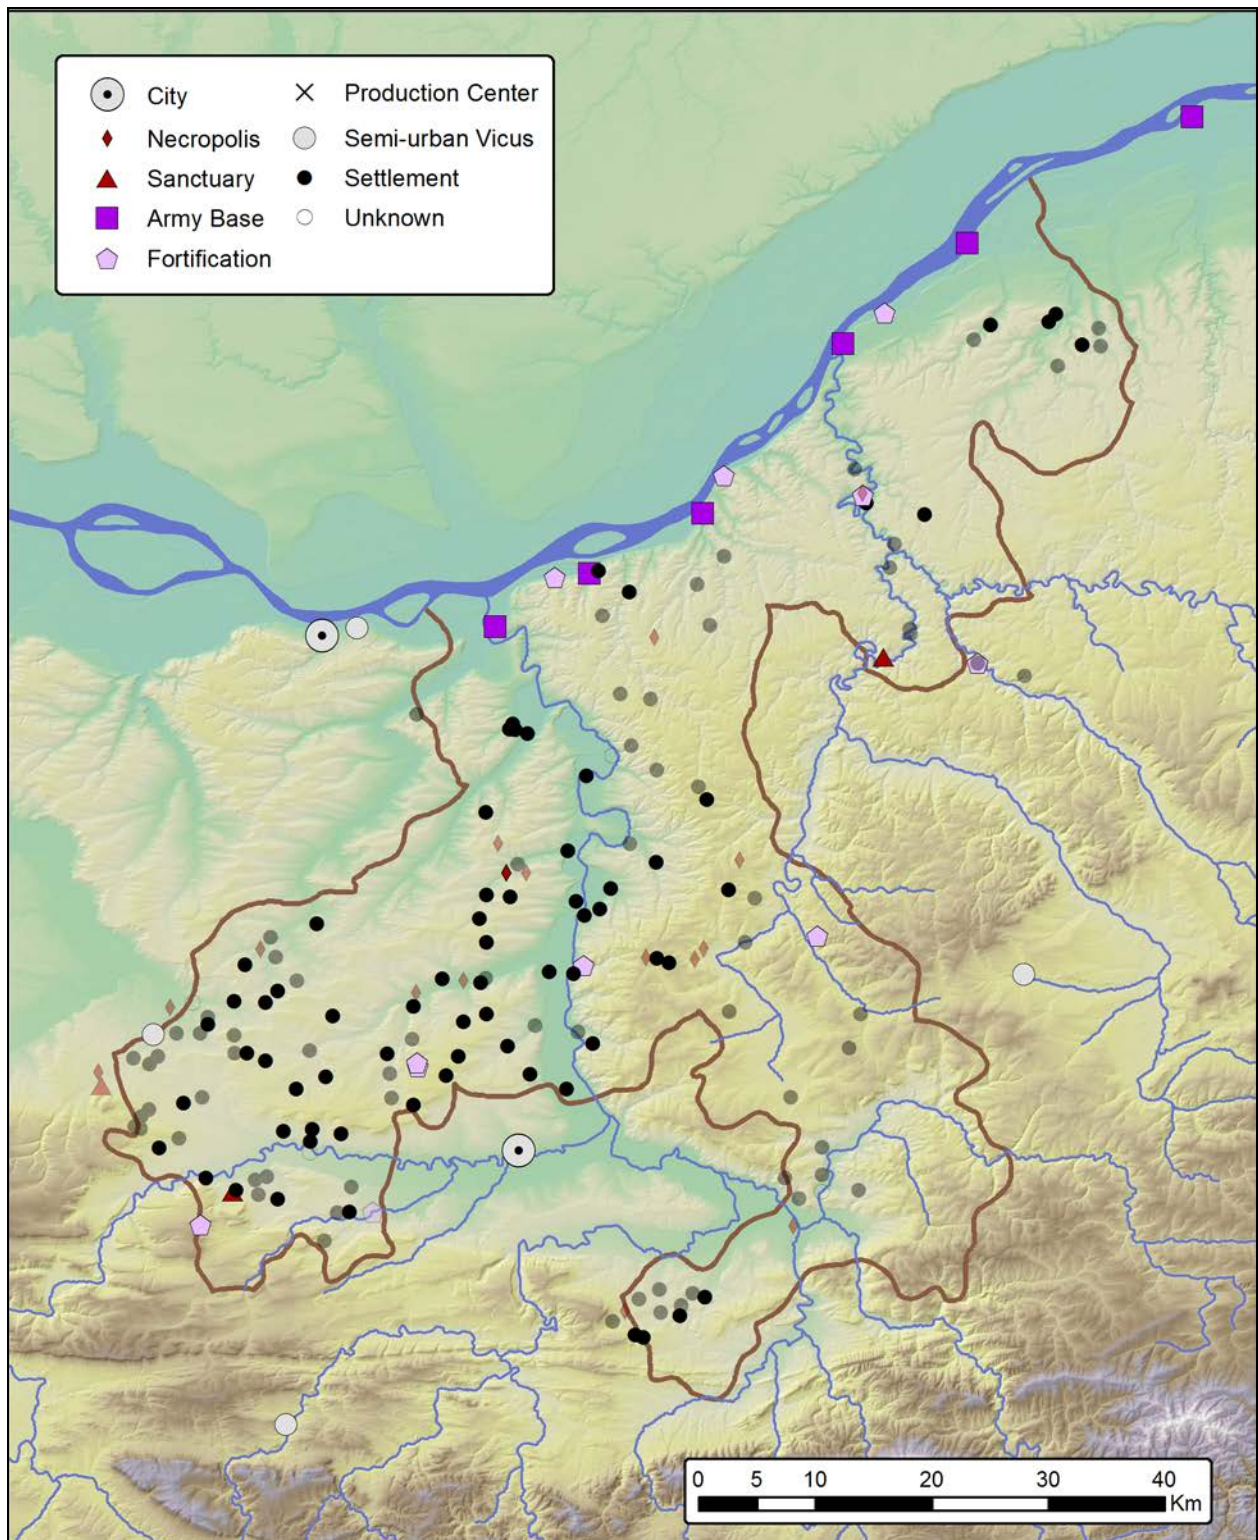 City
Production Center
Necropolis
Semi-urban Vicus
Sanctuary
Settlement
Army Base
Unknown
Fortification
0 5 10 20 30 40
Km